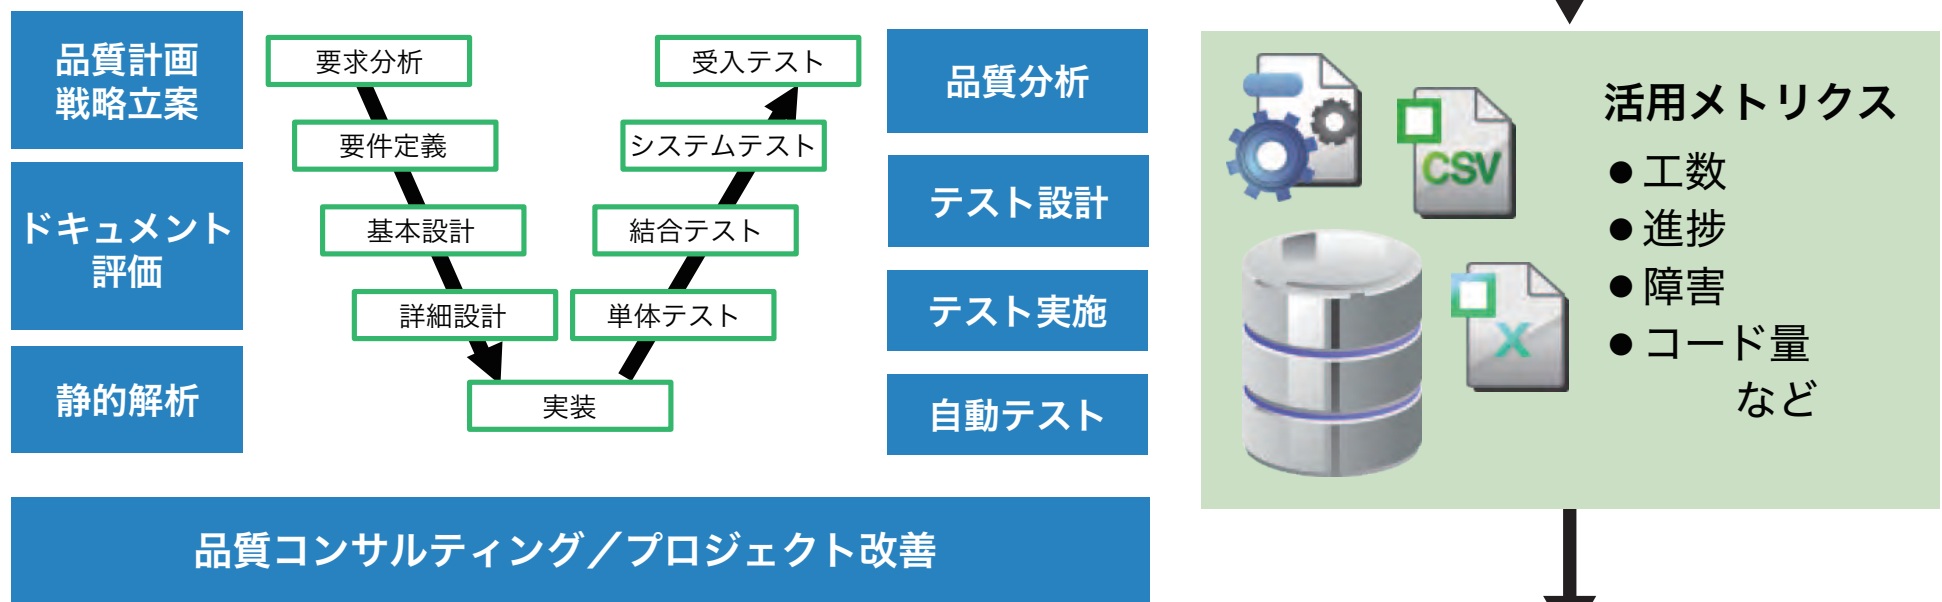 品質計画
戦略立案
ドキュメント
評価
静的解析
要求分析
要件定義
基本設計
詳細設計
実装
単体テスト
結合テスト
システムテスト
受入テスト
品質分析
テスト設計
テスト実施
自動テスト
品質コンサルティング／プロジェクト改善
CSV
X
活用メトリクス
●工数
●進捗
●障害
●コード量
など